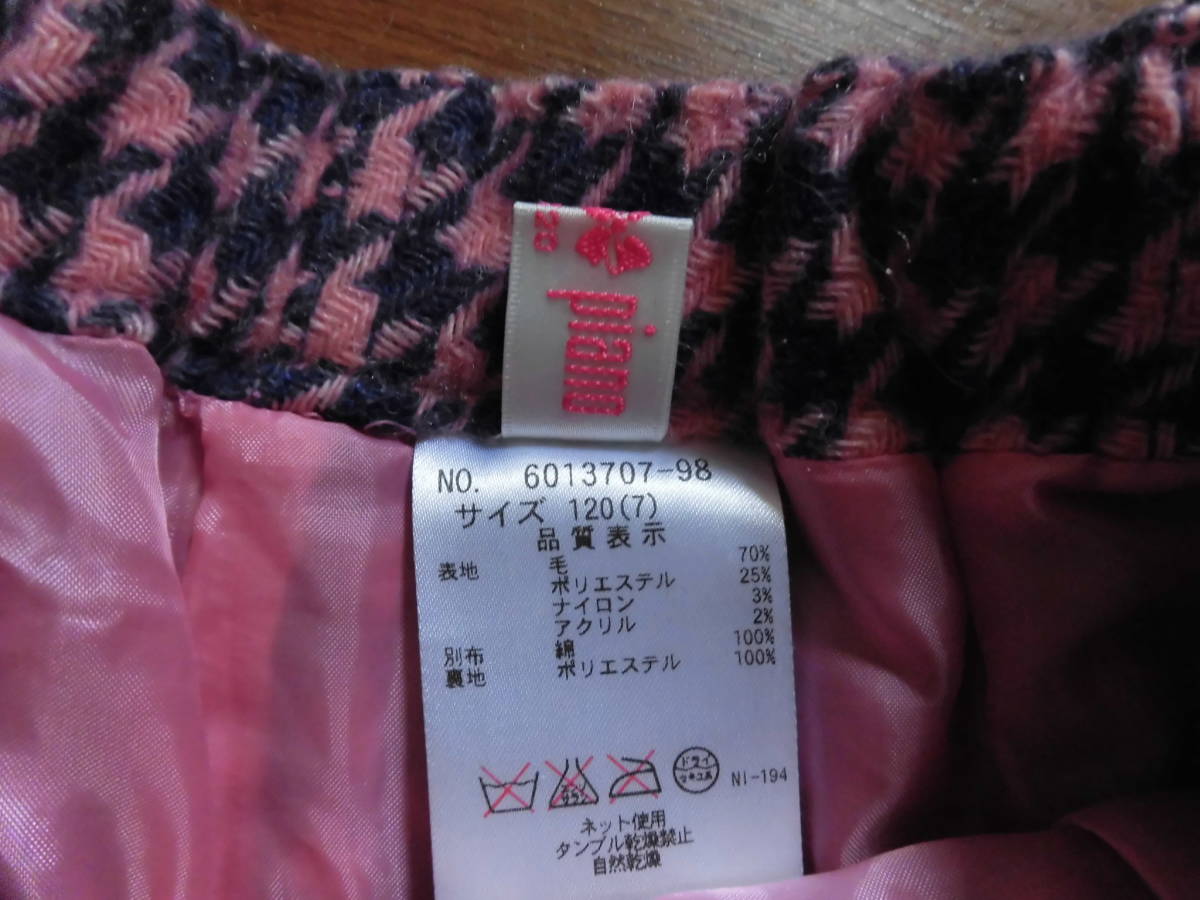 120
piano
NO. 6013707-98
サイズ 120(7)
品質表示
表地 毛 70%
ポリエステル 25%
ナイロン 3%
アクリル 2%
別布 綿 100%
裏地 ポリエステル 100%
ドライ
NI-194
ネット使用
タンブル乾燥禁止
自然乾燥